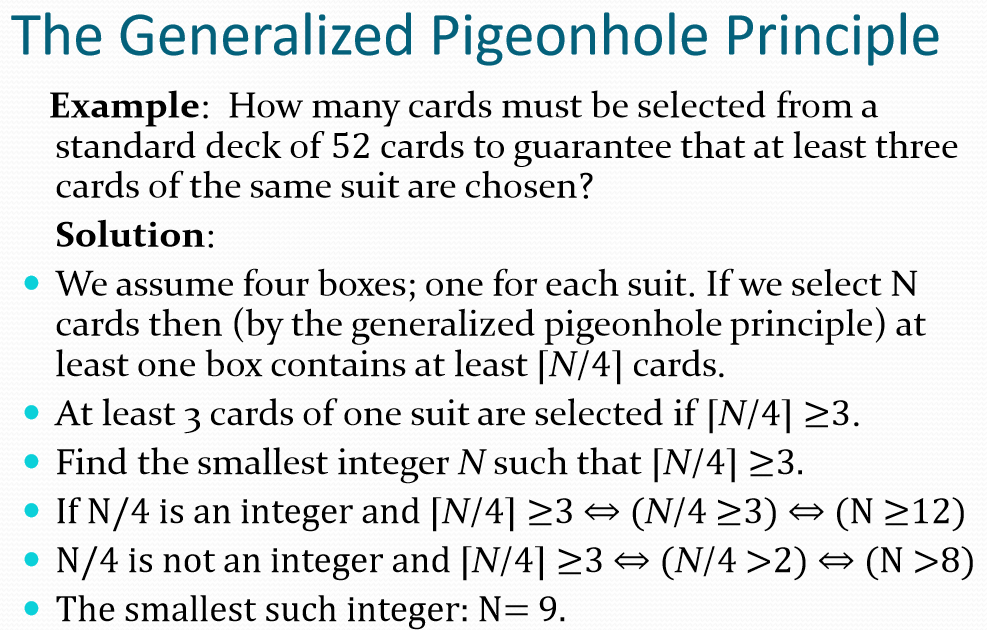 The Generalized Pigeonhole Principle
Example: How many cards must be selected from a
standard deck of 52 cards to guarantee that at least three
cards of the same suit are chosen?
Solution:
• We assume four boxes; one for each suit. If we select N
cards then (by the generalized pigeonhole principle) at
least one box contains at least ⌈N/4⌉ cards.
• At least 3 cards of one suit are selected if ⌈N/4⌉ ≥3.
• Find the smallest integer N such that ⌈N/4⌉ ≥3.
• If N/4 is an integer and ⌈N/4⌉ ≥3 ⇔ (N/4 ≥3) ⇔ (N ≥12)
• N/4 is not an integer and ⌈N/4⌉ ≥3 ⇔ (N/4 >2) ⇔ (N >8)
• The smallest such integer: N= 9.